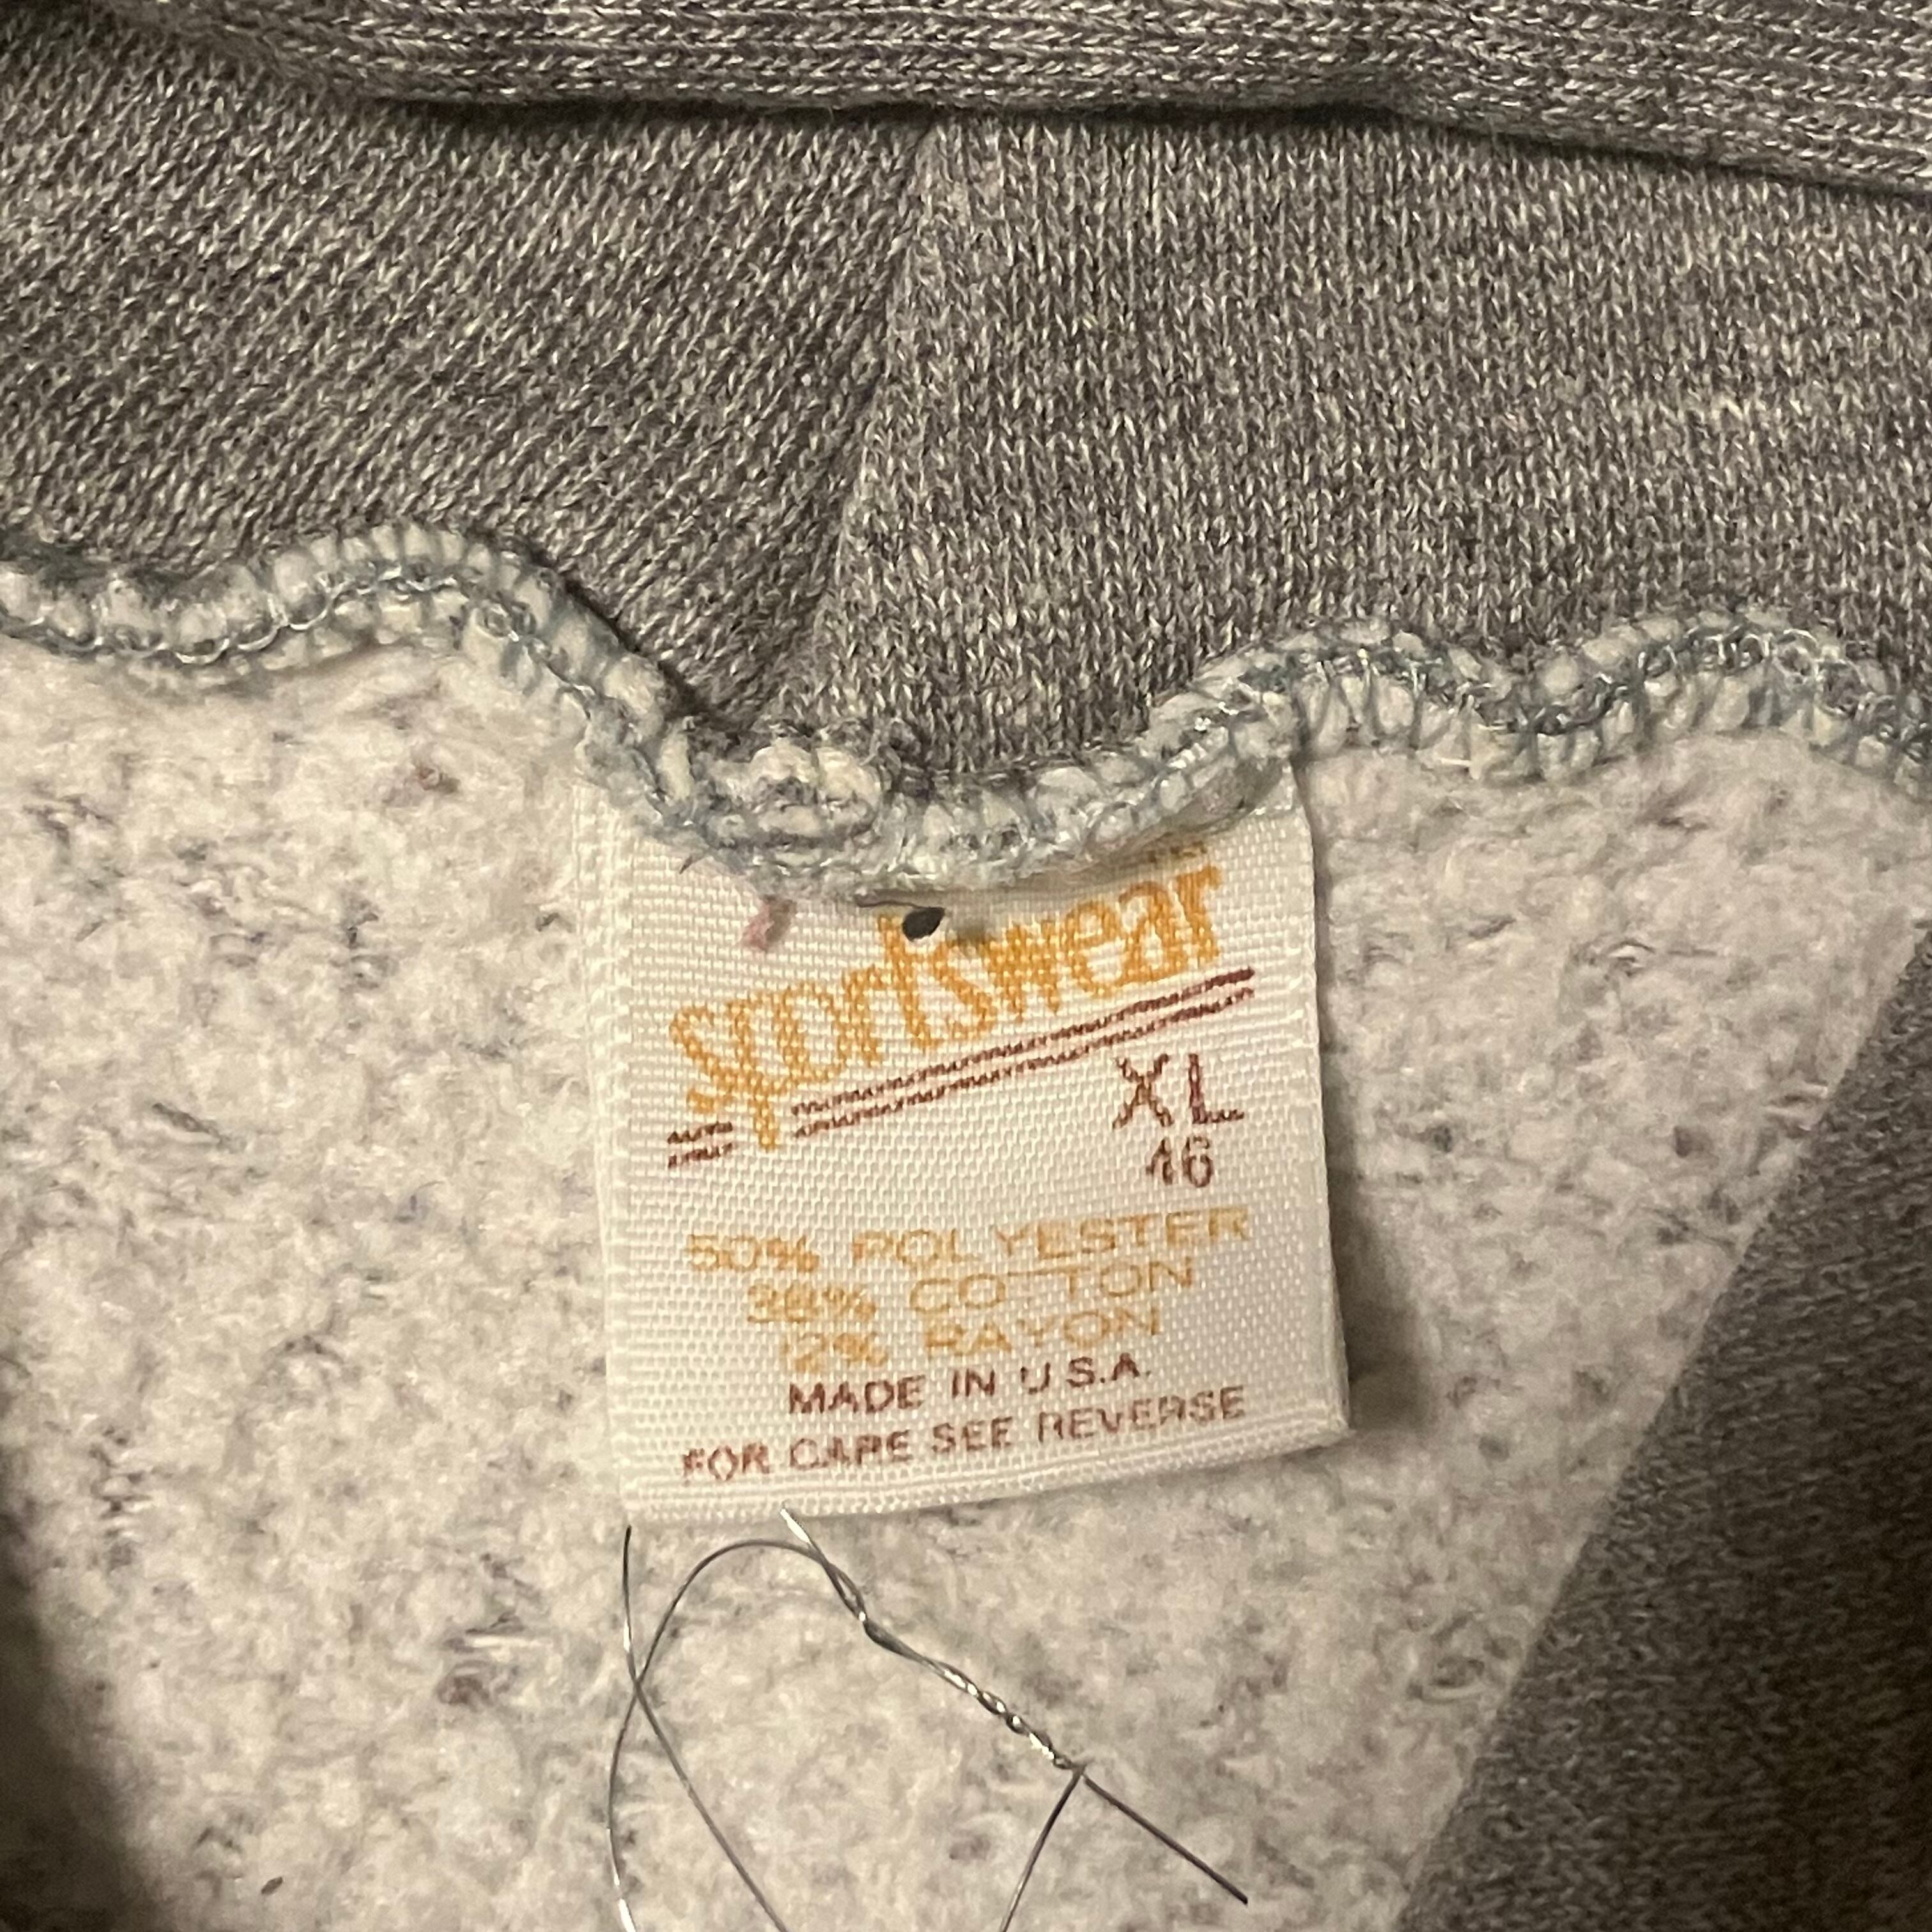 sportswear
XL
46
50% POLYESTER
38% COTTON
12% RAYON
MADE IN U.S.A.
FOR CARE SEE REVERSE